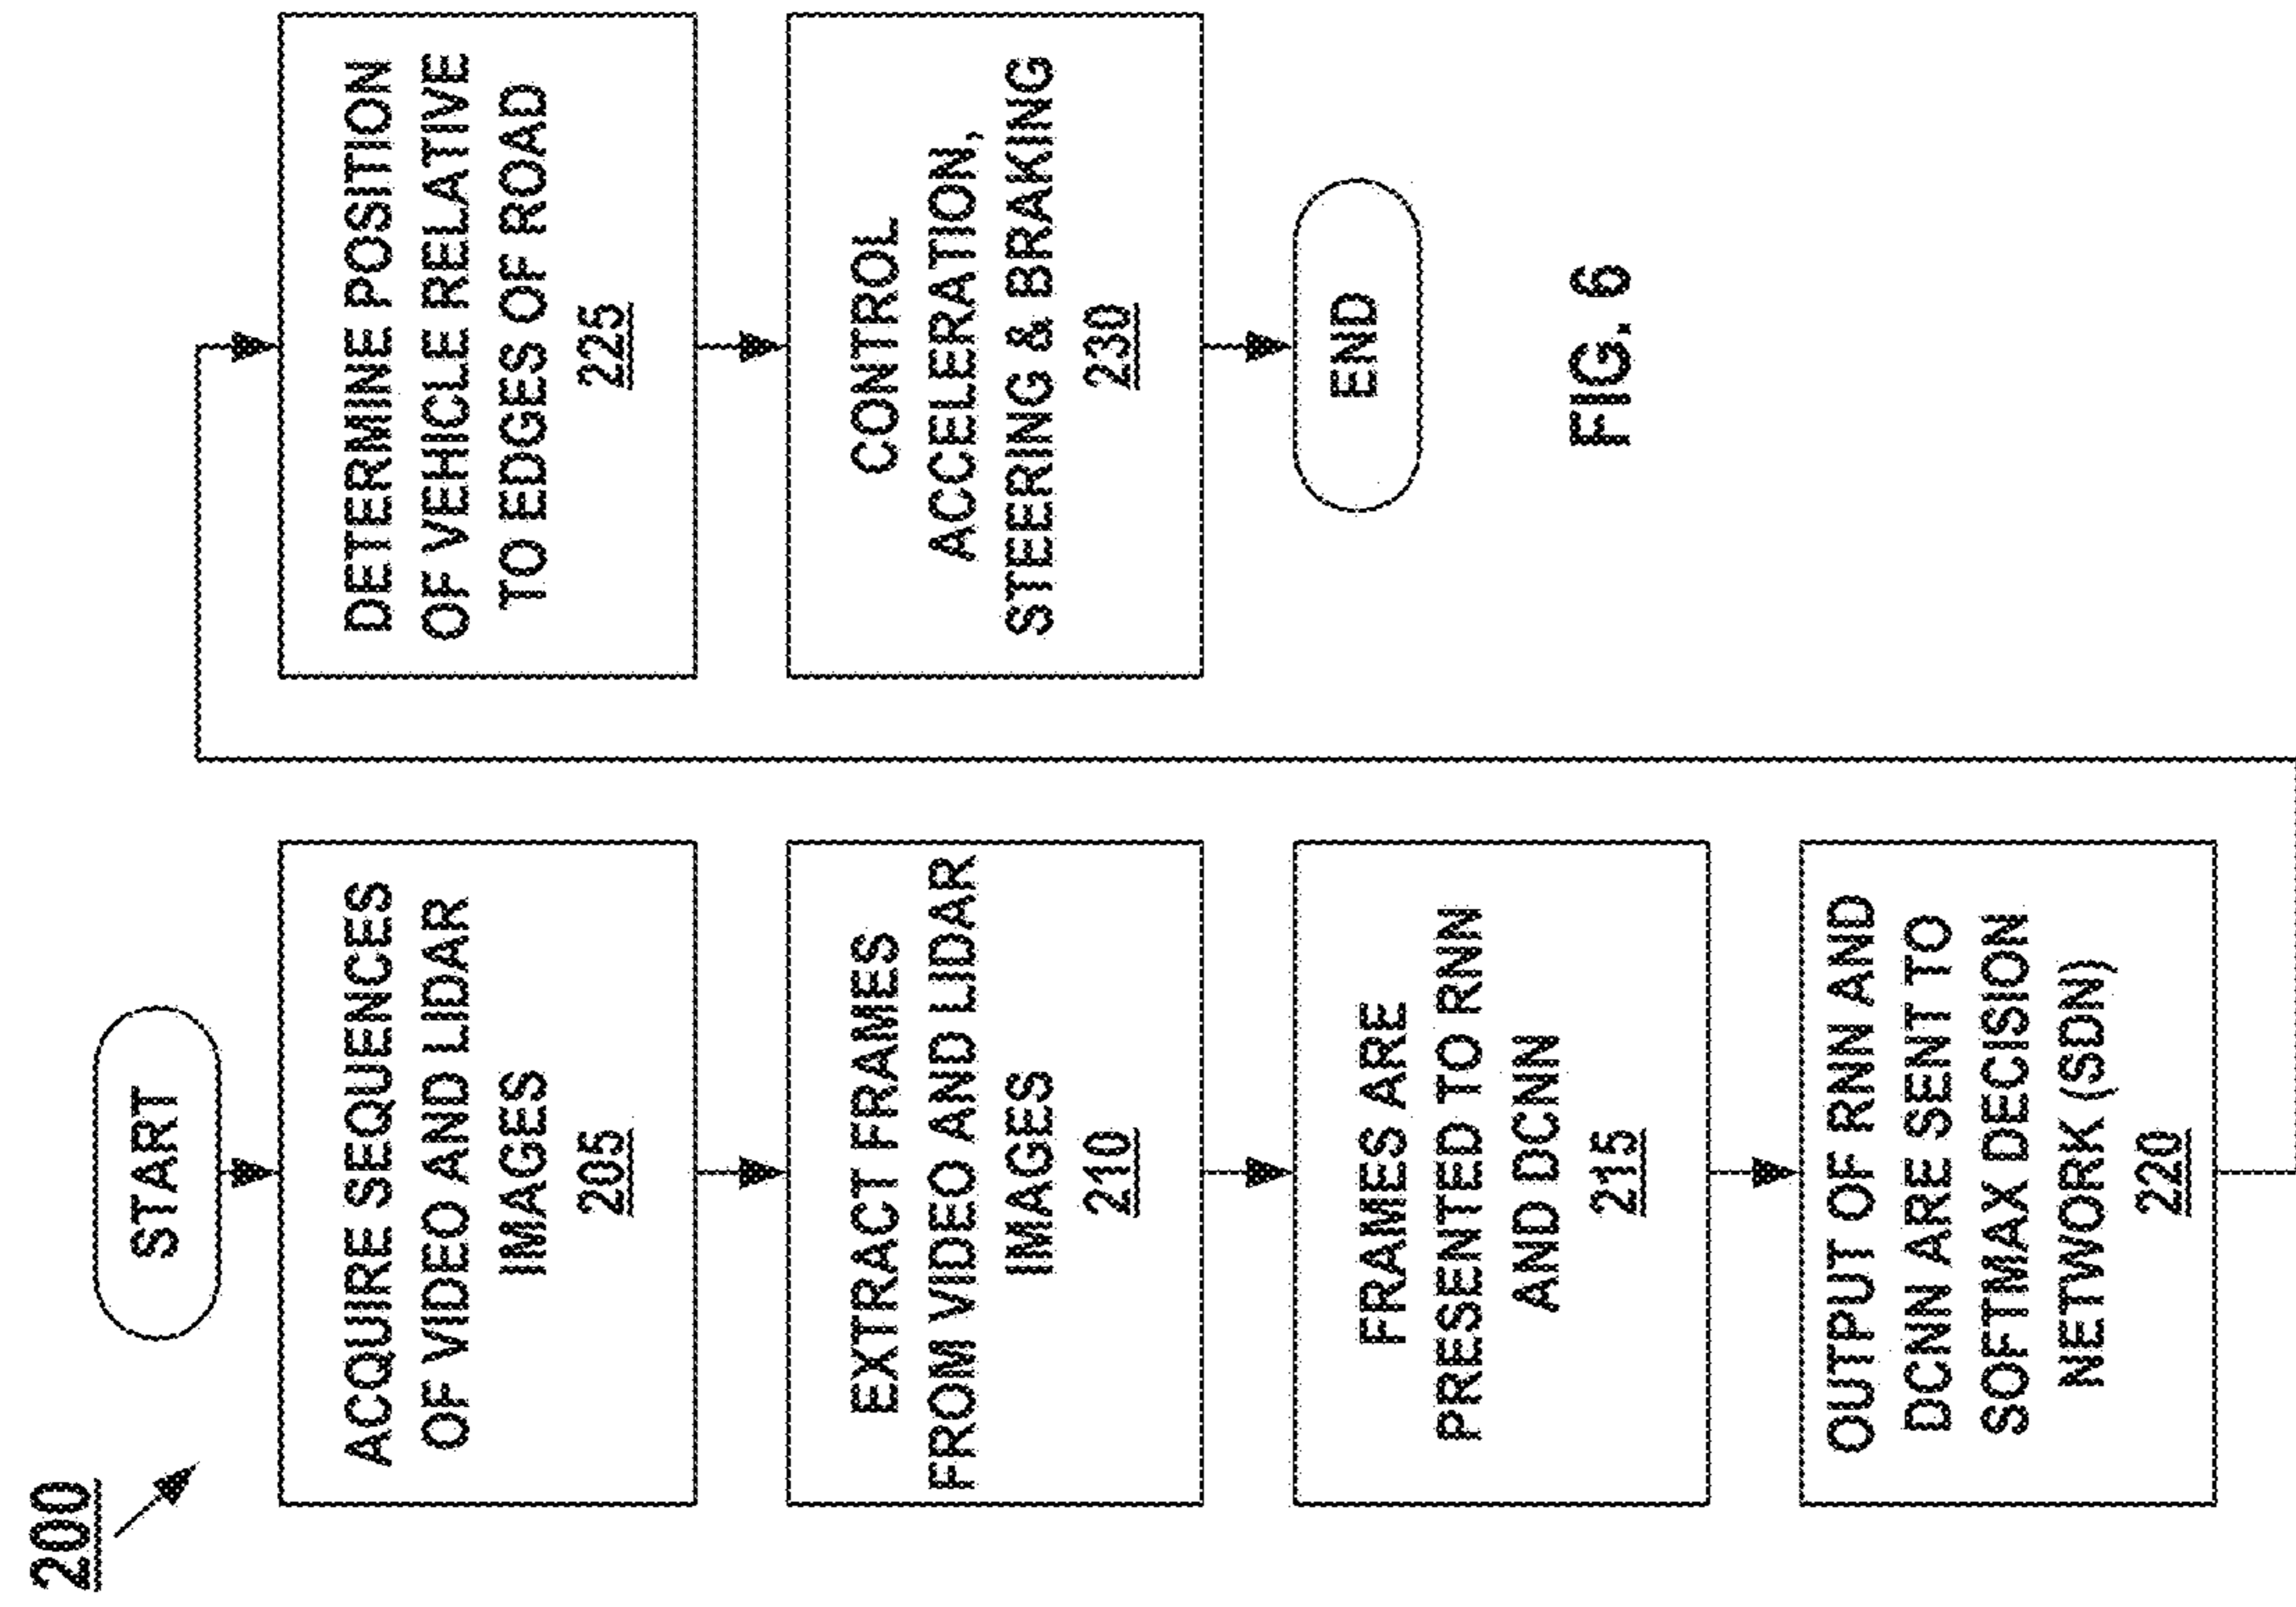 200
START
ACQUIRE SEQUENCES
OF VIDEO AND LIDAR
IMAGES
205
EXTRACT FRAMES
FROM VIDEO AND LIDAR
IMAGES
210
FRAMES ARE
PRESENTED TO RNN
AND DCNN
215
OUTPUT OF RNN AND
DCNN ARE SENT TO
SOFTMAX DECISION
NETWORK (SDN)
220
DETERMINE POSITION
OF VEHICLE RELATIVE
TO EDGES OF ROAD
225
CONTROL
ACCELERATION,
STEERING & BRAKING
230
END
FIG. 6